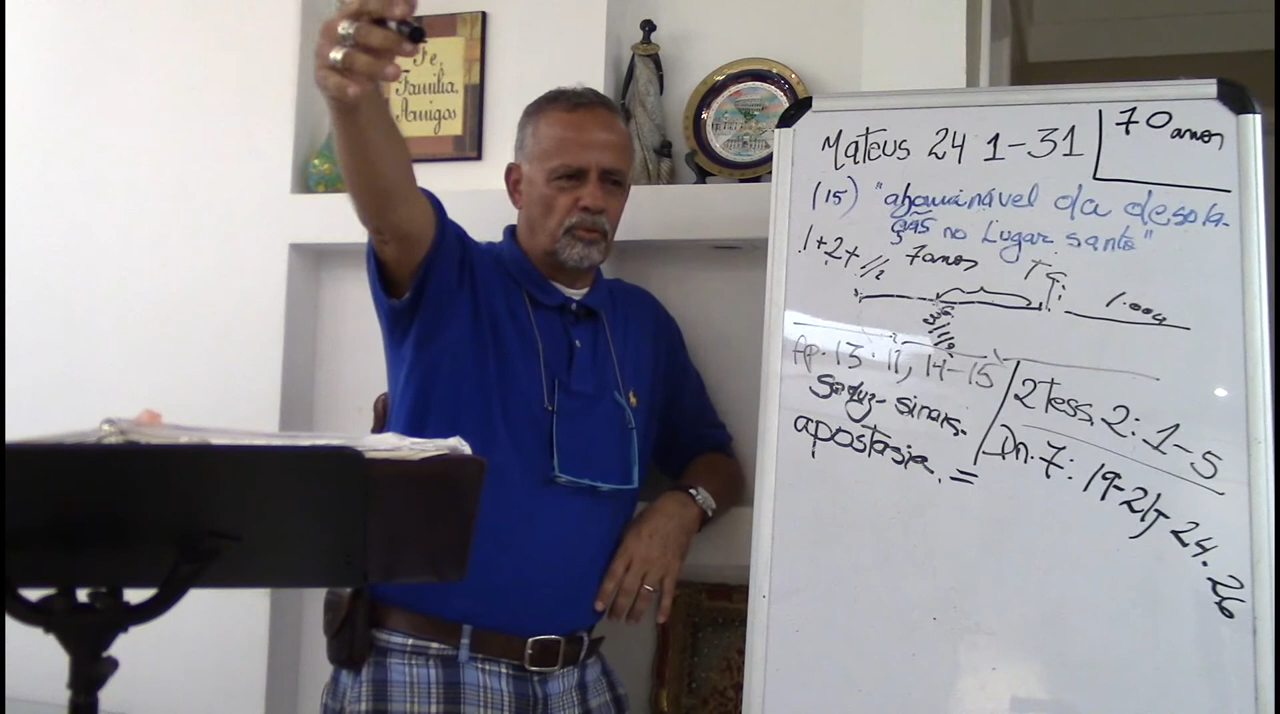 Fe,
Família,
Amigos
Mateus 24 1-31
70 anos
(15) "abominável da desola-
ção no Lugar santo"
1+2+ 1/2 7 anos
1.000
Ap. 13: 11, 14-15
Seduz-sinais.
apostasia. =
2 Tess 2: 1-5
Dn. 7: 19-21, 24. 26